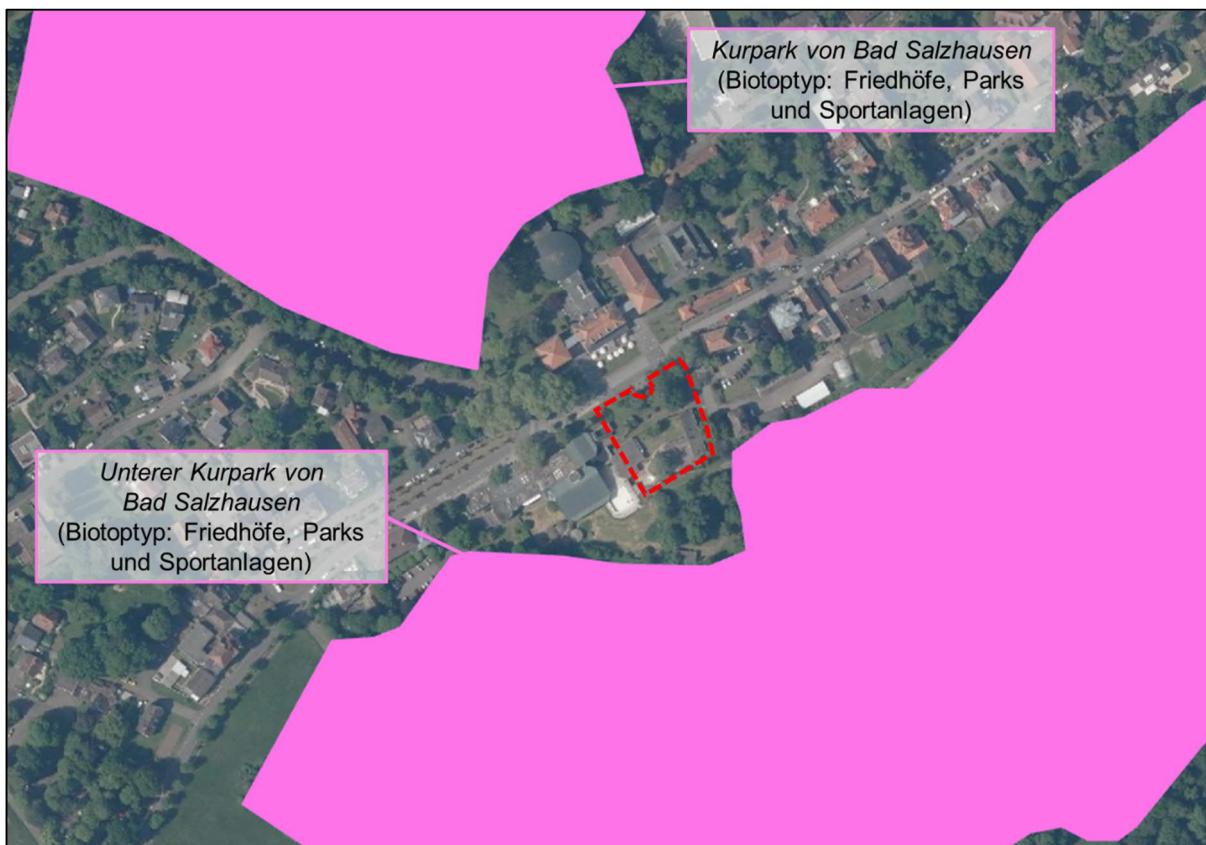 Kurpark von Bad Salzhausen
(Biotoptyp: Friedhöfe, Parks
und Sportanlagen)
Unterer Kurpark von
Bad Salzhausen
(Biotoptyp: Friedhöfe, Parks
und Sportanlagen)